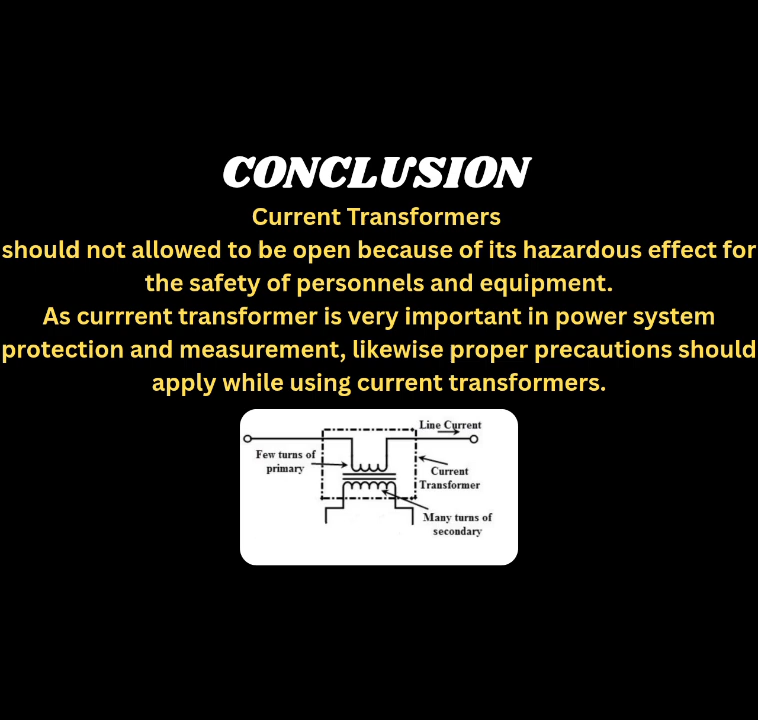 CONCLUSION
Current Transformers
should not allowed to be open because of its hazardous effect for
the safety of personnels and equipment.
As currrent transformer is very important in power system
protection and measurement, likewise proper precautions should
apply while using current transformers.
Line Current
Few turns of
primary
Current
Transformer
Many turns of
secondary